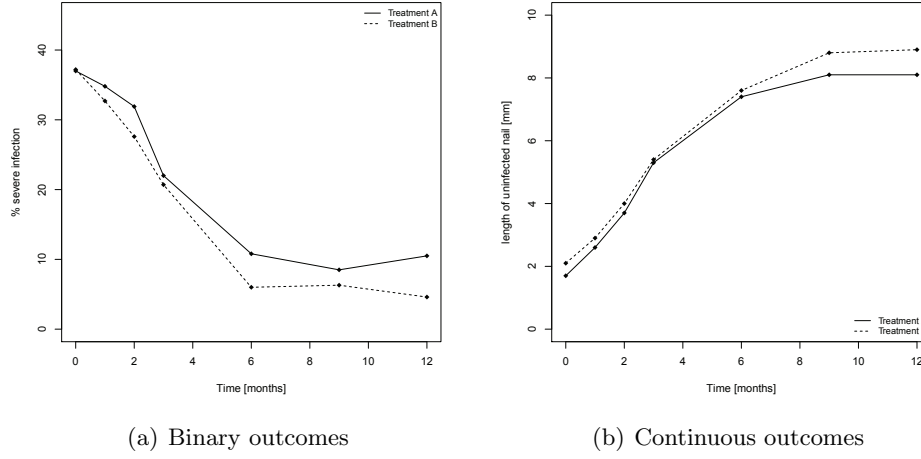 Treatment A
Treatment B
% severe infection
0
10
20
30
40
0 2 4 6 8 10 12
Time [months]
(a) Binary outcomes
length of uninfected nail [mm]
0
2
4
6
8
10
Treatment
Treatment
0 2 4 6 8 10 12
Time [months]
(b) Continuous outcomes